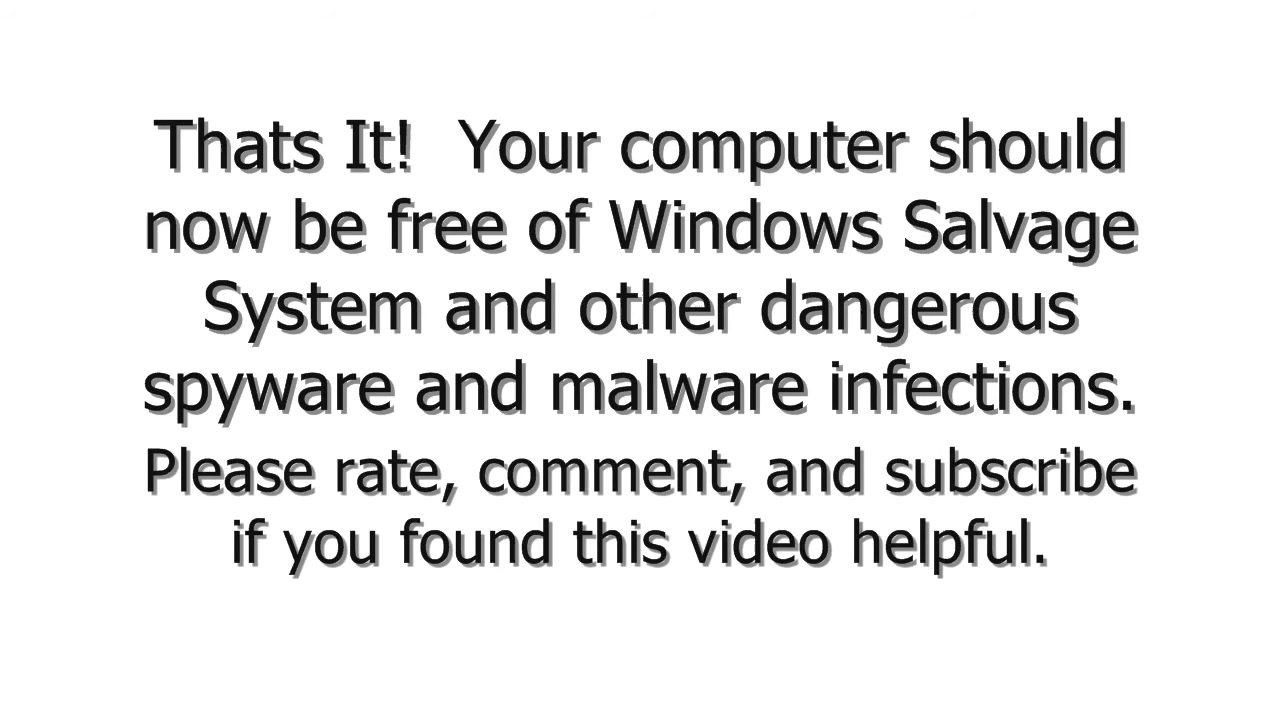 Thats It!  Your computer should
now be free of Windows Salvage
System and other dangerous
spyware and malware infections.
Please rate, comment, and subscribe
if you found this video helpful.